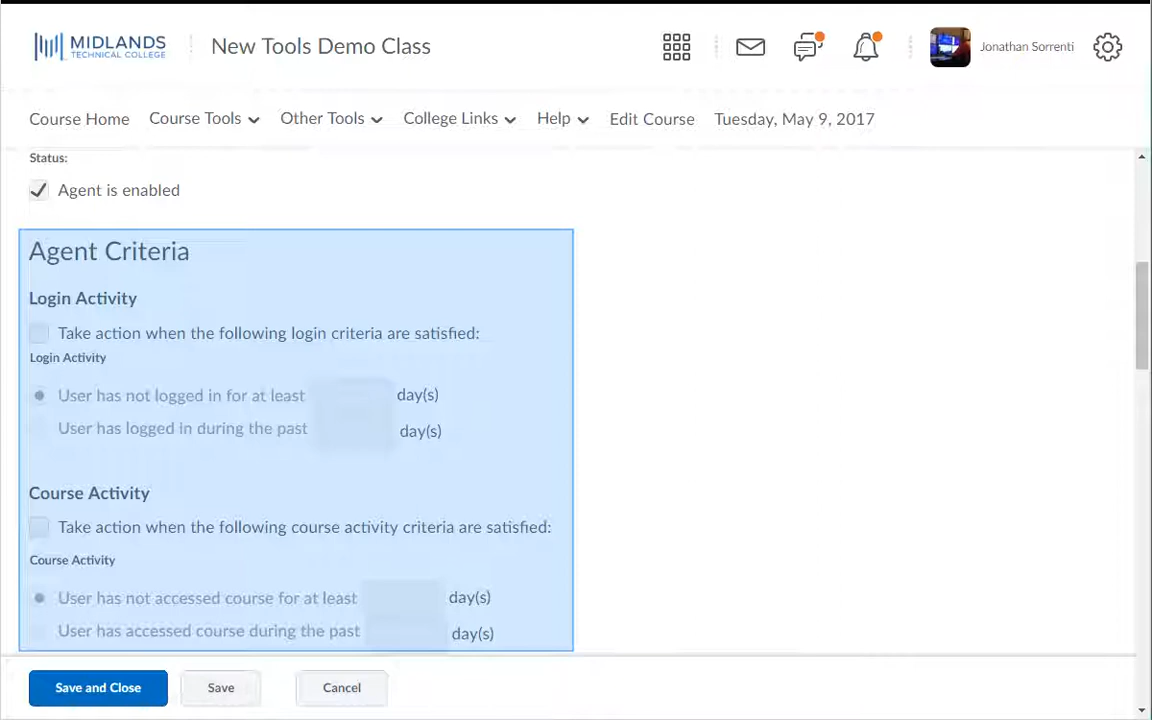 MIDLANDS
TECHNICAL COLLEGE
New Tools Demo Class
Jonathan Sorrenti
Course Home Course Tools Other Tools College Links Help Edit Course Tuesday, May 9, 2017
Status:
Agent is enabled
Agent Criteria
Login Activity
Take action when the following login criteria are satisfied:
Login Activity
User has not logged in for at least day(s)
User has logged in during the past day(s)
Course Activity
Take action when the following course activity criteria are satisfied:
Course Activity
User has not accessed course for at least day(s)
User has accessed course during the past day(s)
Save and Close Save Cancel